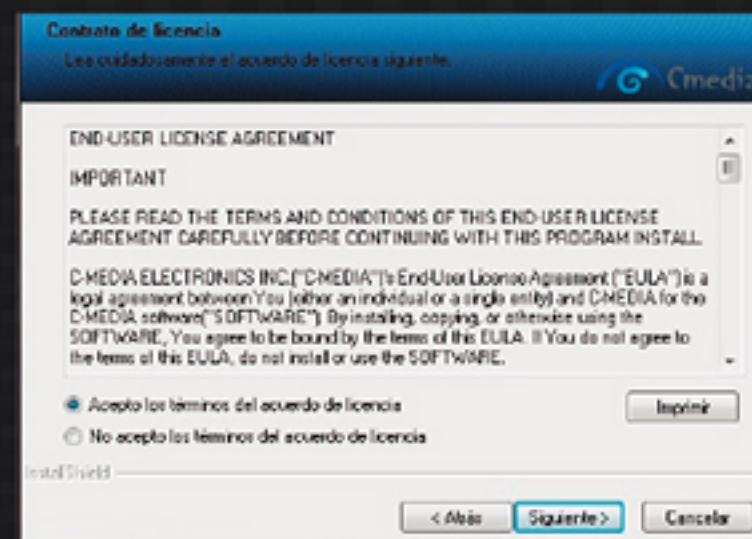 Contrato de licencia
Lea cuidadosamente el acuerdo de licencia siguiente.
Cmedia
END-USER LICENSE AGREEMENT
IMPORTANT
PLEASE READ THE TERMS AND CONDITIONS OF THIS END-USER LICENSE
AGREEMENT CAREFULLY BEFORE CONTINUING WITH THIS PROGRAM INSTALL.
C-MEDIA ELECTRONICS INC.("C-MEDIA")'s End-User License Agreement ("EULA") is a
legal agreement between You (either an individual or a single entity) and C-MEDIA for the
C-MEDIA software("SOFTWARE"). By installing, copying, or otherwise using the
SOFTWARE, You agree to be bound by the terms of this EULA. If You do not agree to
the terms of this EULA, do not install or use the SOFTWARE.
Acepto los términos del acuerdo de licencia
Imprimir
No acepto los términos del acuerdo de licencia
InstallShield
< Atrás
Siguiente >
Cancelar